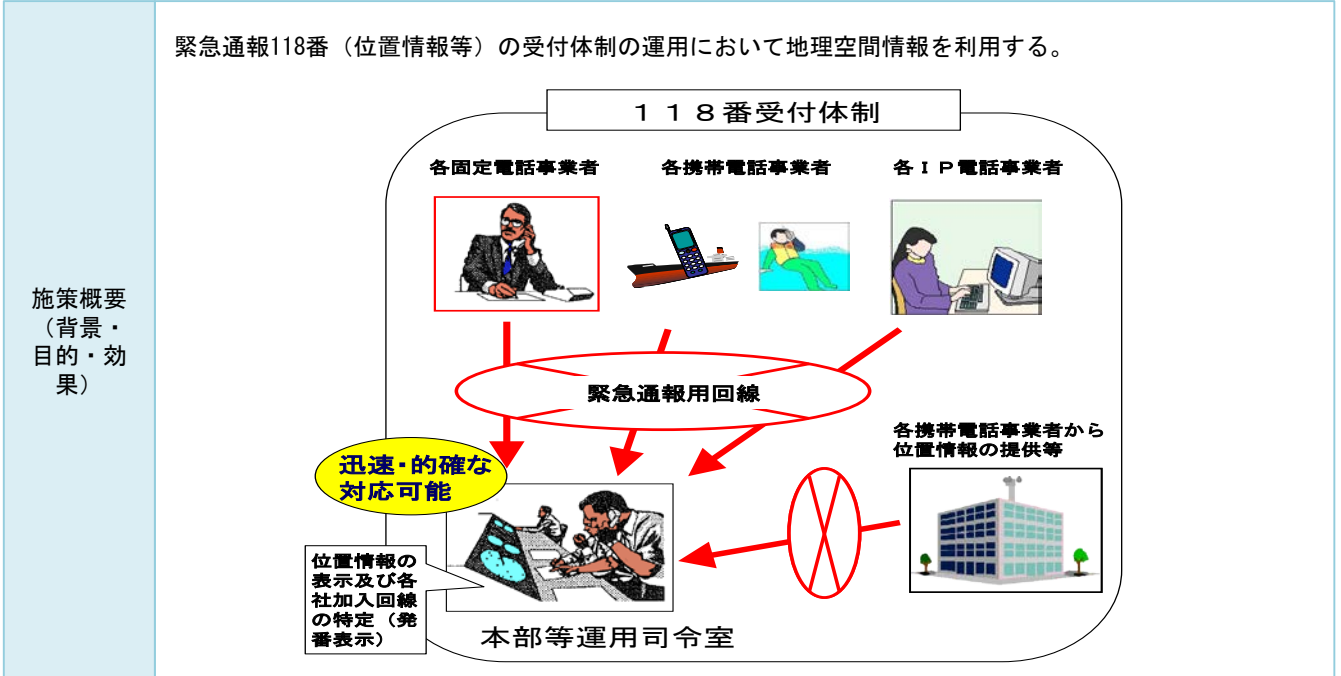 施策概要
（背景・
目的・効
果）
緊急通報118番（位置情報等）の受付体制の運用において地理空間情報を利用する。
１１８番受付体制
各固定電話事業者
各携帯電話事業者
各ＩＰ電話事業者
緊急通報用回線
各携帯電話事業者から
位置情報の提供等
迅速・的確な
対応可能
位置情報の
表示及び各
社加入回線
の特定（発
番表示）
本部等運用司令室